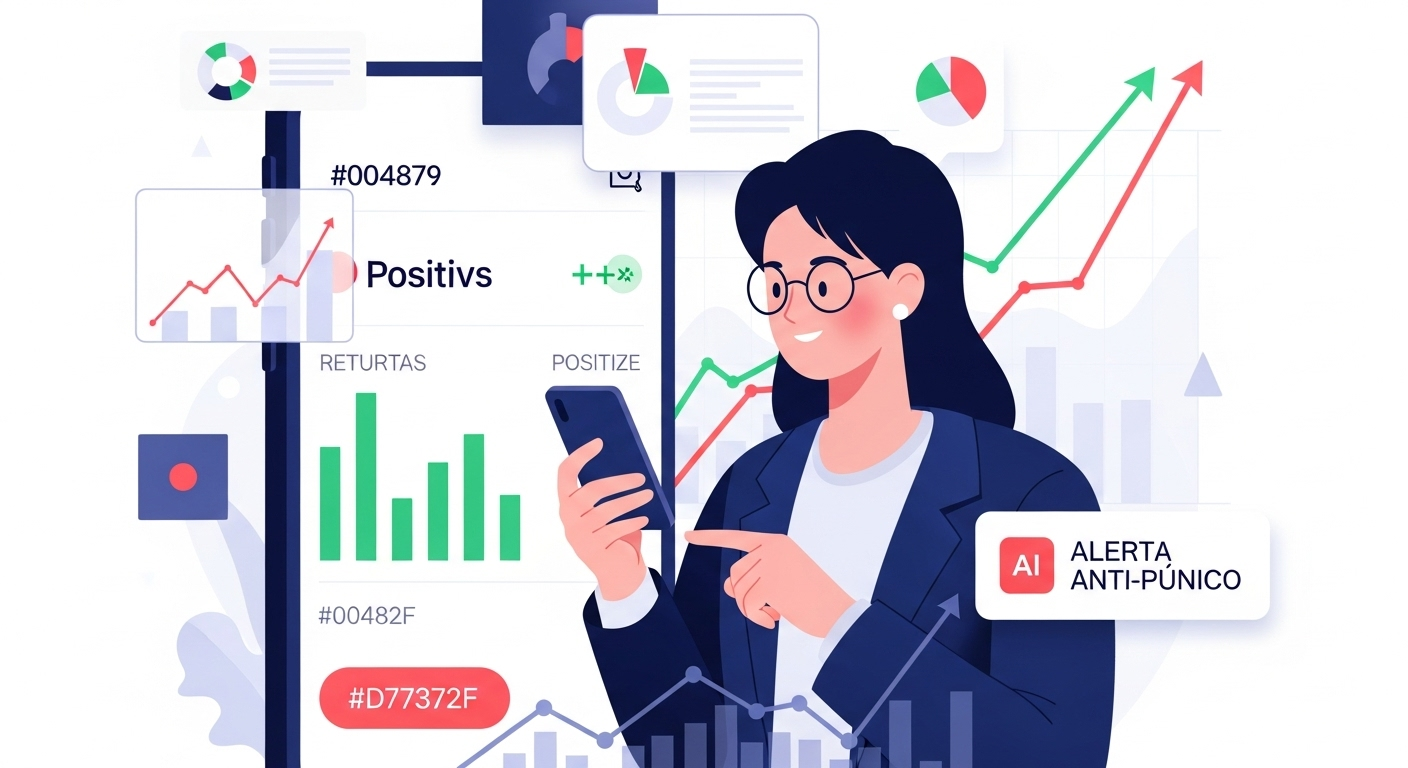 #004879
Positivs
RETURTAS
POSITIZE
#00482F
#D77372F
AI
ALERTA
ANTI-PÚNICO